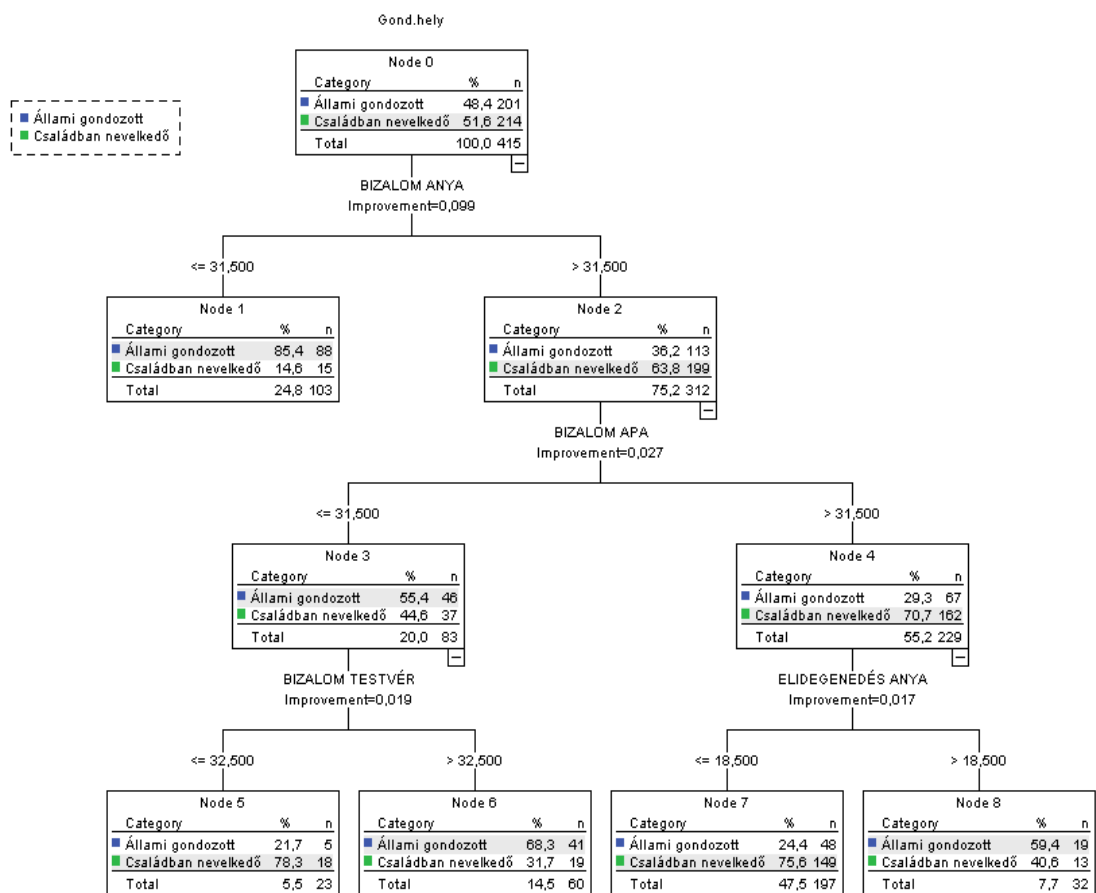 Gond.hely
Állami gondozott
Családban nevelkedő
Node 0
Category % n
Állami gondozott 48,4 201
Családban nevelkedő 51,6 214
Total 100,0 415
BIZALOM ANYA
Improvement=0,099
<= 31,500
> 31,500
Node 1
Category % n
Állami gondozott 85,4 88
Családban nevelkedő 14,6 15
Total 24,8 103
Node 2
Category % n
Állami gondozott 36,2 113
Családban nevelkedő 63,8 199
Total 75,2 312
BIZALOM APA
Improvement=0,027
<= 31,500
> 31,500
Node 3
Category % n
Állami gondozott 55,4 46
Családban nevelkedő 44,6 37
Total 20,0 83
Node 4
Category % n
Állami gondozott 29,3 67
Családban nevelkedő 70,7 162
Total 55,2 229
BIZALOM TESTVÉR
Improvement=0,019
ELIDEGENEDÉS ANYA
Improvement=0,017
<= 32,500
> 32,500
<= 18,500
> 18,500
Node 5
Category % n
Állami gondozott 21,7 5
Családban nevelkedő 78,3 18
Total 5,5 23
Node 6
Category % n
Állami gondozott 68,3 41
Családban nevelkedő 31,7 19
Total 14,5 60
Node 7
Category % n
Állami gondozott 24,4 48
Családban nevelkedő 75,6 149
Total 47,5 197
Node 8
Category % n
Állami gondozott 59,4 19
Családban nevelkedő 40,6 13
Total 7,7 32